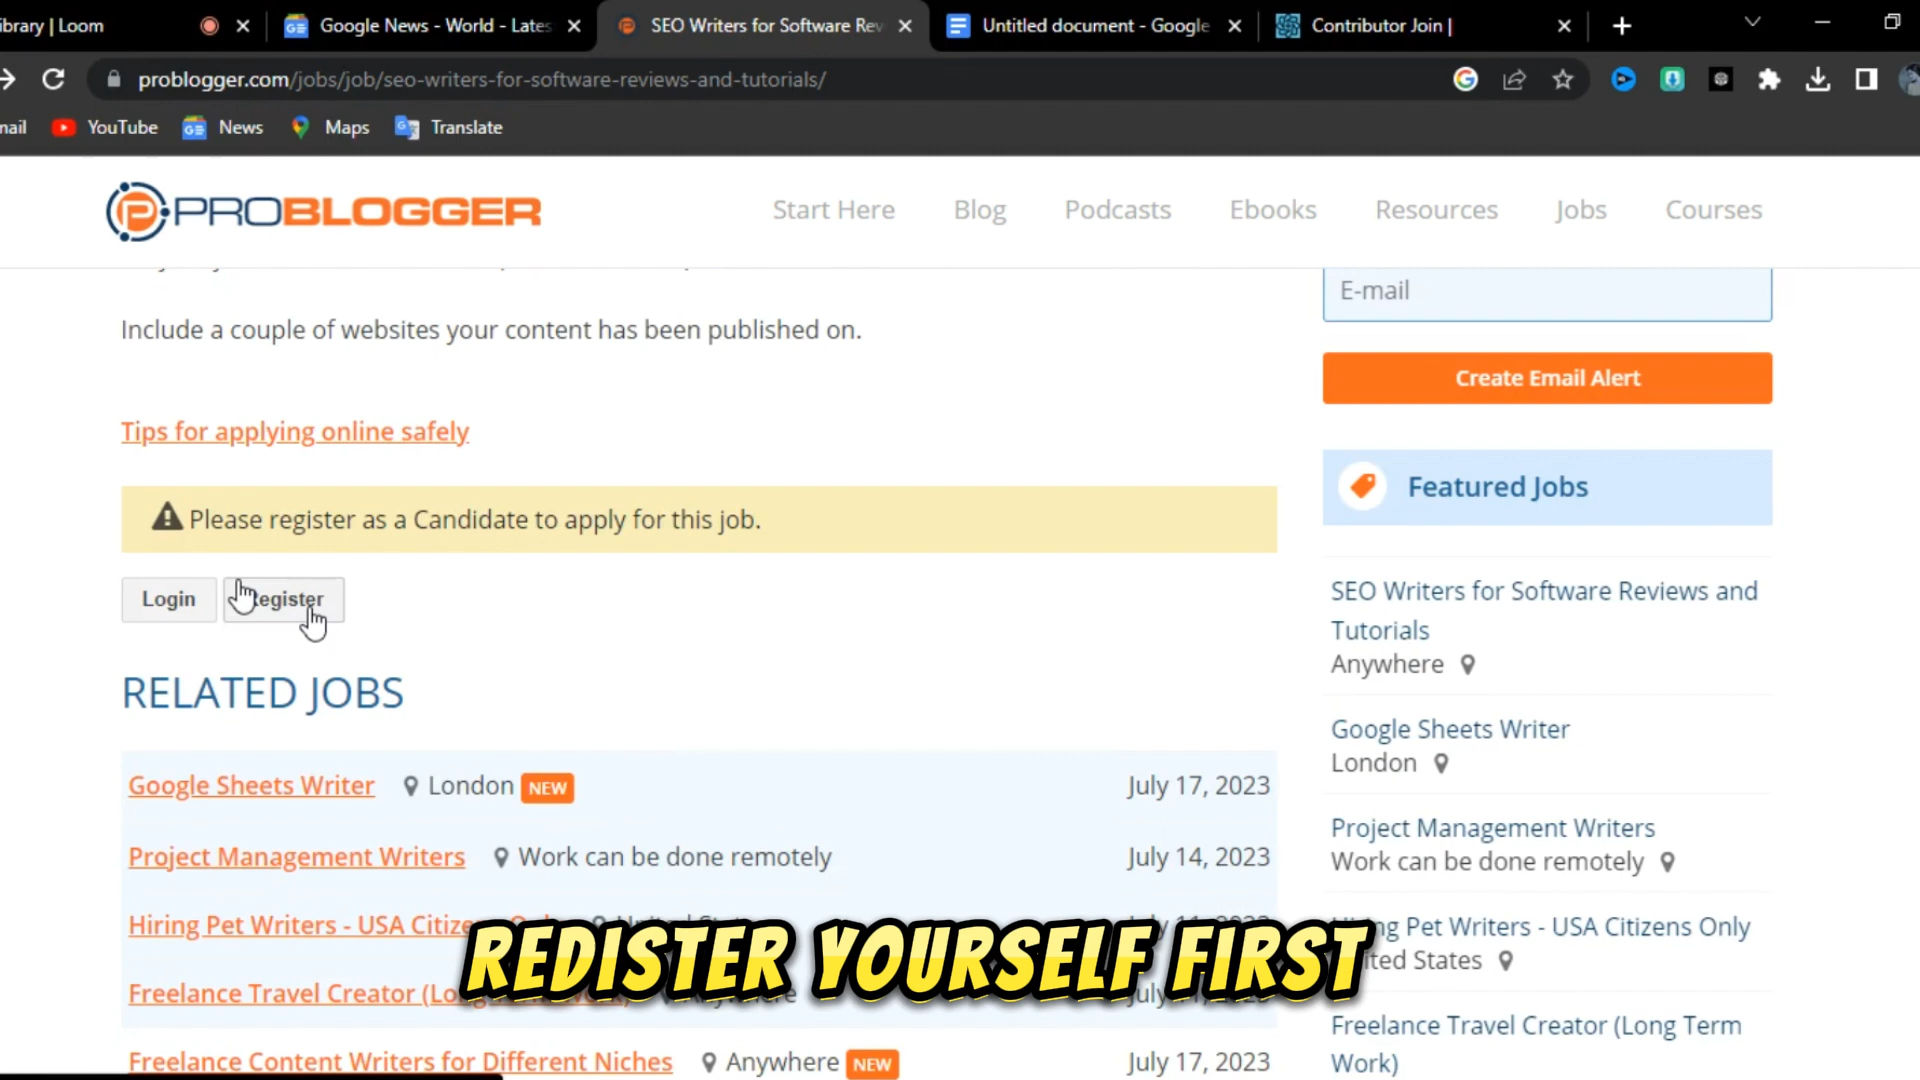 ibrary | Loom
Google News - World - Lates
SEO Writers for Software Rev
Untitled document - Google
Contributor Join |
problogger.com/jobs/job/seo-writers-for-software-reviews-and-tutorials/
mail
YouTube
News
Maps
Translate
PROBLOGGER
Start Here
Blog
Podcasts
Ebooks
Resources
Jobs
Courses
Include a couple of websites your content has been published on.
Tips for applying online safely
Please register as a Candidate to apply for this job.
Login
egister
RELATED JOBS
Google Sheets Writer London NEW July 17, 2023
Project Management Writers Work can be done remotely July 14, 2023
Hiring Pet Writers - USA Citize
Freelance Travel Creator
Freelance Content Writers for Different Niches Anywhere NEW July 17, 2023
REDISTER YOURSELF FIRST
E-mail
Create Email Alert
Featured Jobs
SEO Writers for Software Reviews and
Tutorials
Anywhere
Google Sheets Writer
London
Project Management Writers
Work can be done remotely
Hiring Pet Writers - USA Citizens Only
ited States
Freelance Travel Creator (Long Term
Work)